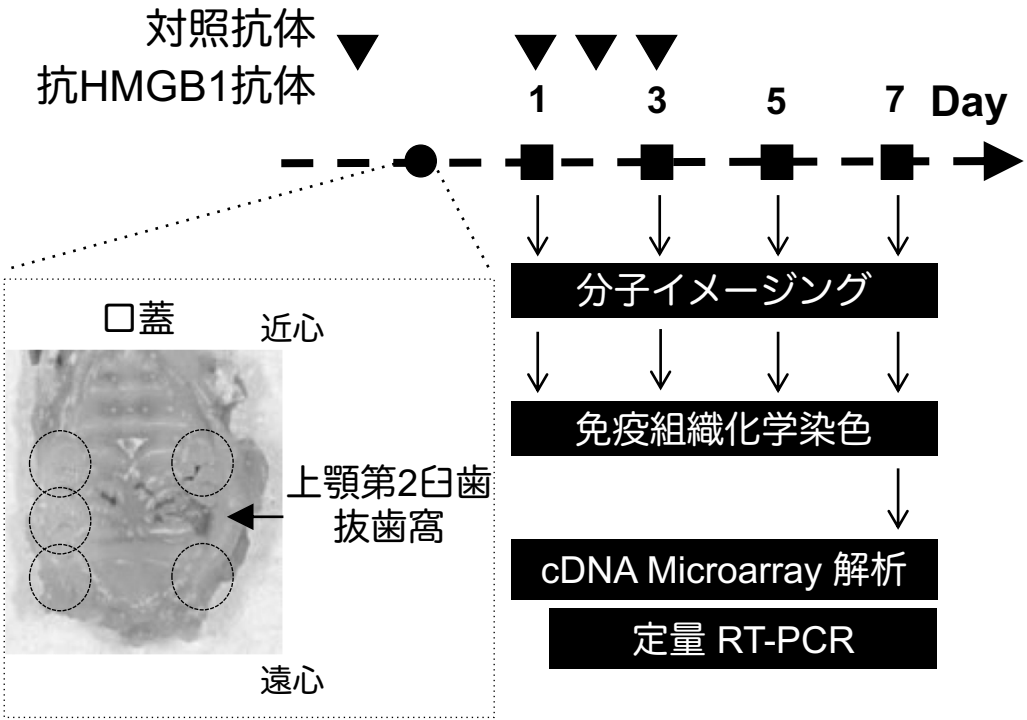 対照抗体
抗HMGB1抗体
1 3 5 7 Day
分子イメージング
口蓋
近心
免疫組織化学染色
上顎第2臼歯
抜歯窩
cDNA Microarray 解析
定量 RT-PCR
遠心